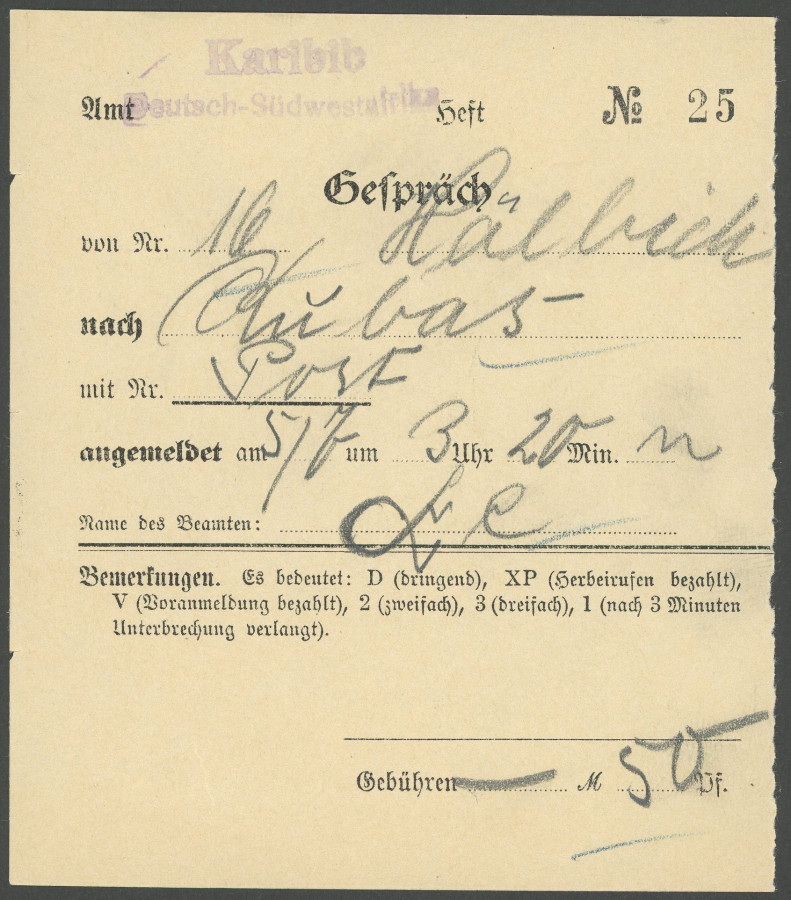 Karibib
Amt Deutsch-Südwestafrika Heft № 25
Gespräch
von Nr. 16 Kälbich
nach Aubas
mit Nr. Post
angemeldet am 5/7 um 3 Uhr 20 Min. n
Name des Beamten:
Bemerkungen. Es bedeutet: D (dringend), XP (Herbeirufen bezahlt),
V (Voranmeldung bezahlt), 2 (zweifach), 3 (dreifach), 1 (nach 3 Minuten
Unterbrechung verlangt).
Gebühren — M 50 Pf.